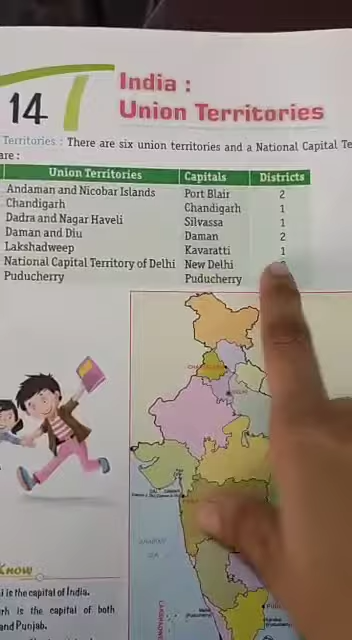 14
India :
Union Territories
Territories : There are six union territories and a National Capital Te
are :
Union Territories Capitals Districts
Andaman and Nicobar Islands Port Blair 2
Chandigarh Chandigarh 1
Dadra and Nagar Haveli Silvassa 1
Daman and Diu Daman 2
Lakshadweep Kavaratti 1
National Capital Territory of Delhi New Delhi
Puducherry Puducherry
Know
i is the capital of India.
rh is the capital of both
and Punjab.